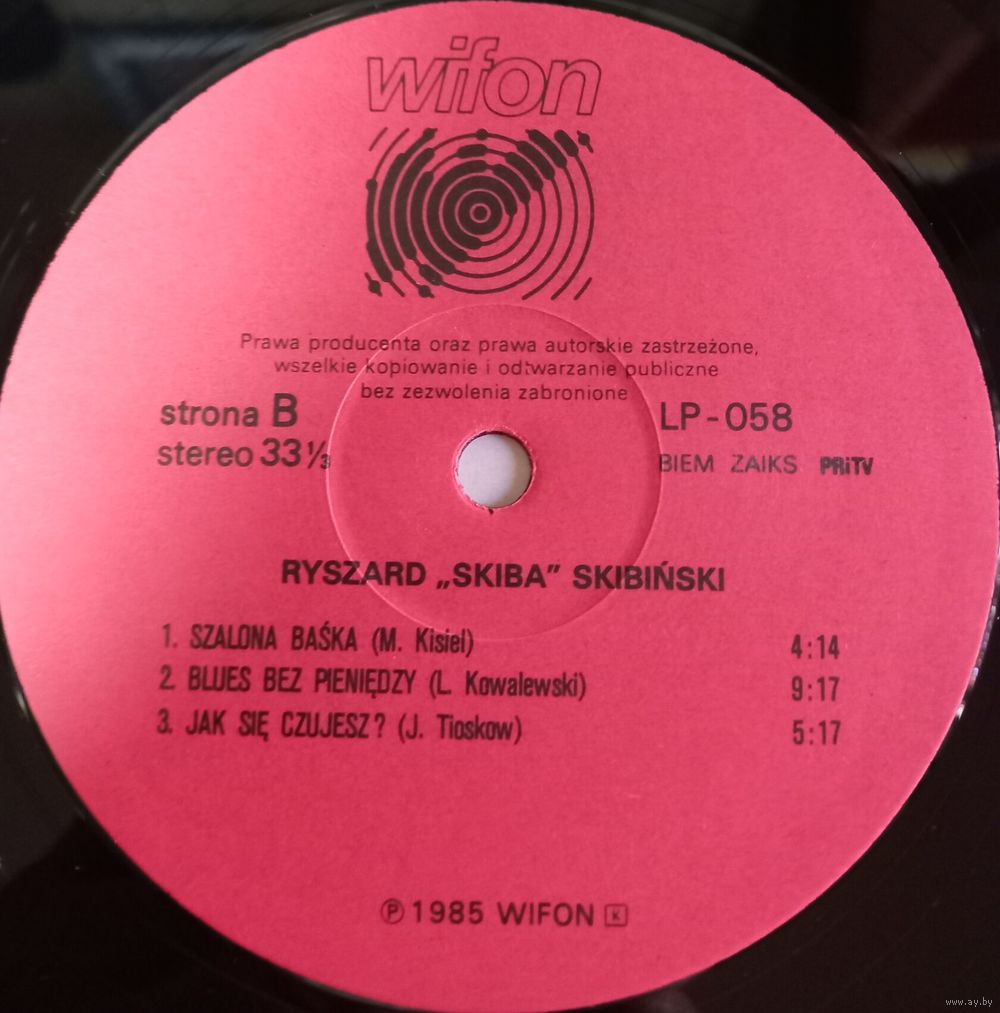 wifon
Prawa producenta oraz prawa autorskie zastrzeżone,
wszelkie kopiowanie i odtwarzanie publiczne
bez zezwolenia zabronione
strona B
stereo 33 ⅓
LP-058
BIEM ZAIKS PRiTV
RYSZARD „SKIBA” SKIBIŃSKI
1. SZALONA BAŚKA (M. Kisiel) 4:14
2. BLUES BEZ PIENIĘDZY (L. Kowalewski) 9:17
3. JAK SIĘ CZUJESZ? (J. Tioskow) 5:17
Ⓟ 1985 WIFON K
www.ay.by